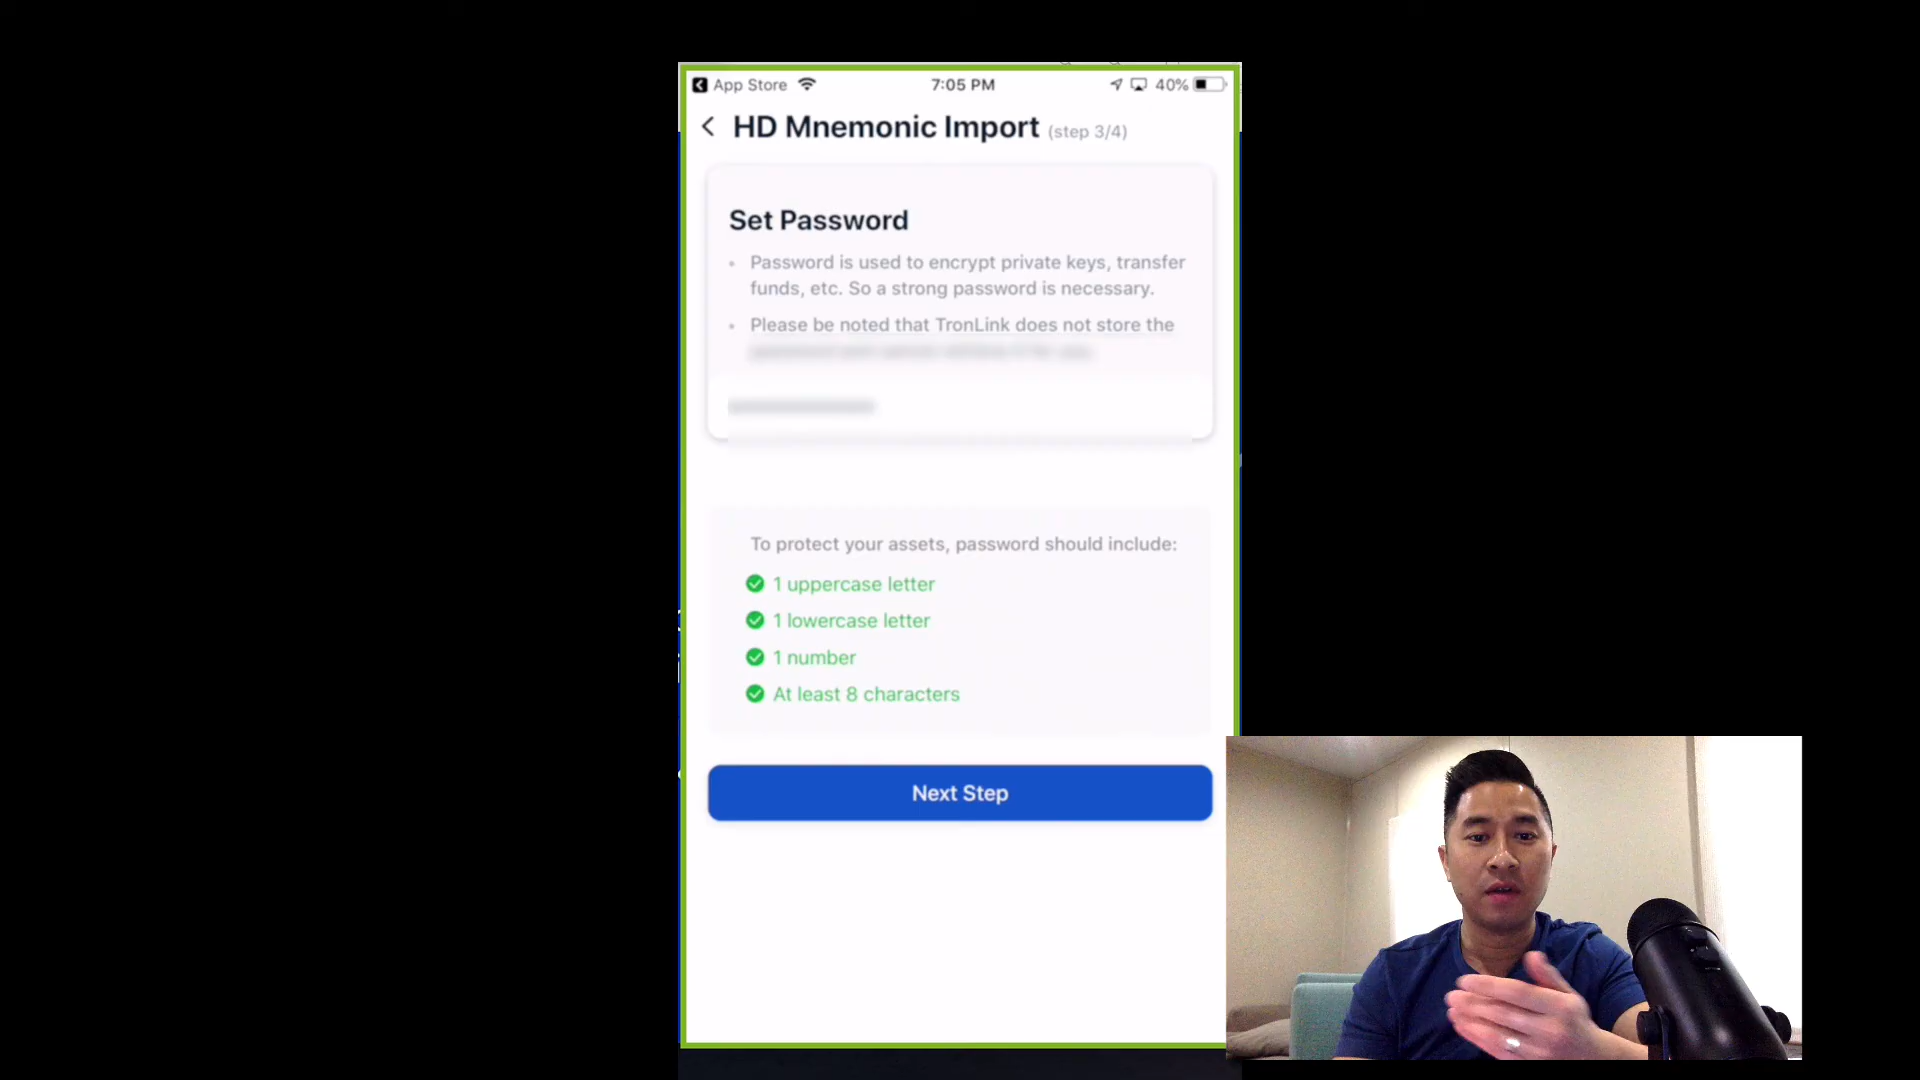 App Store
7:05 PM
40%
HD Mnemonic Import (step 3/4)
Set Password
• Password is used to encrypt private keys, transfer
funds, etc. So a strong password is necessary.
• Please be noted that TronLink does not store the
To protect your assets, password should include:
1 uppercase letter
1 lowercase letter
1 number
At least 8 characters
Next Step